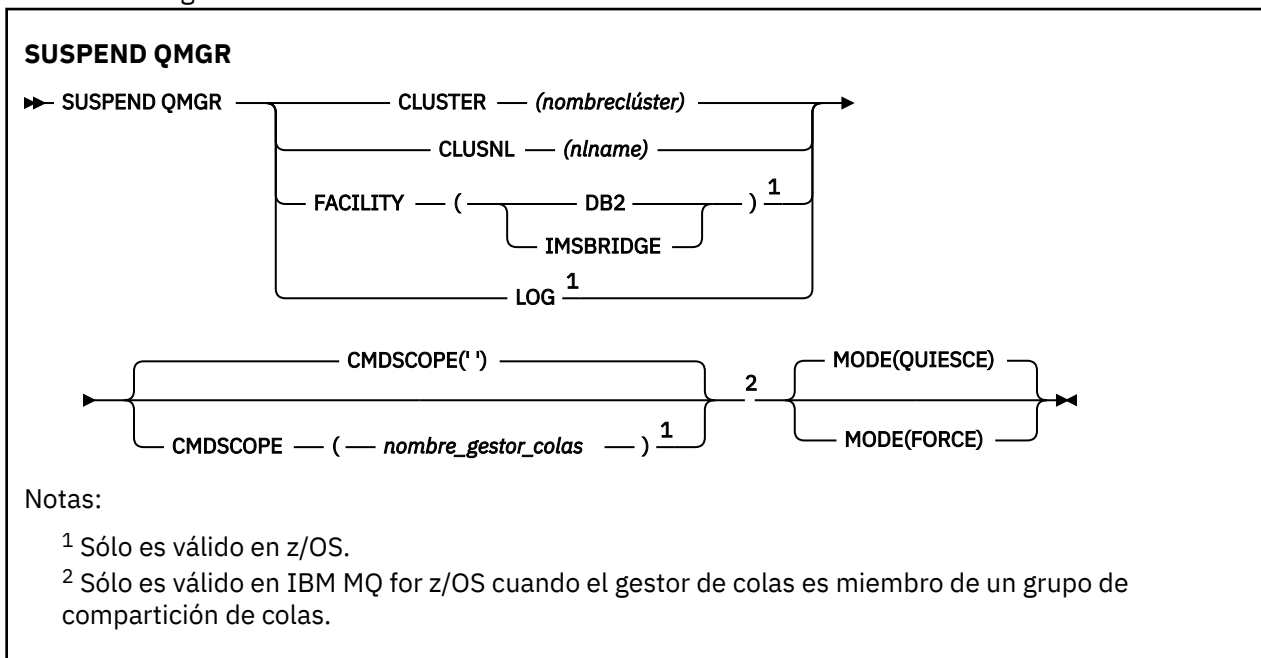 SUSPEND QMGR
SUSPEND QMGR CLUSTER (nombreclúster)
CLUSNL (nlname)
FACILITY ( DB2 ) 1
IMSBRIDGE
LOG 1
CMDSCOPE(' ') MODE(QUIESCE)
2
CMDSCOPE ( nombre_gestor_colas ) 1 MODE(FORCE)
Notas:
1 Sólo es válido en z/OS.
2 Sólo es válido en IBM MQ for z/OS cuando el gestor de colas es miembro de un grupo de
compartición de colas.